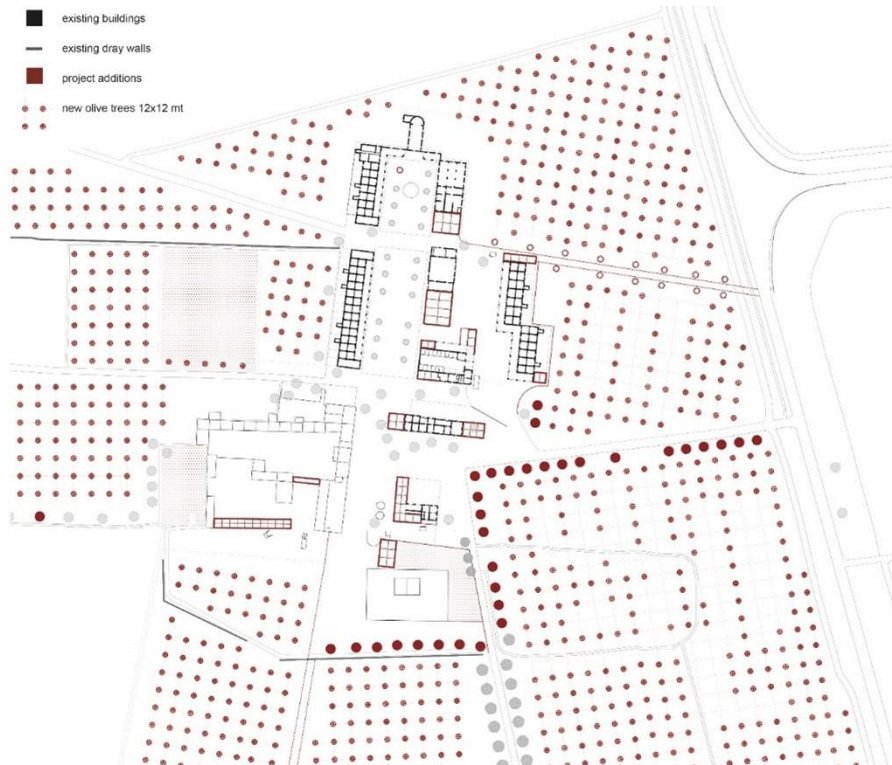 existing buildings
existing dray walls
project additions
new olive trees 12x12 mt